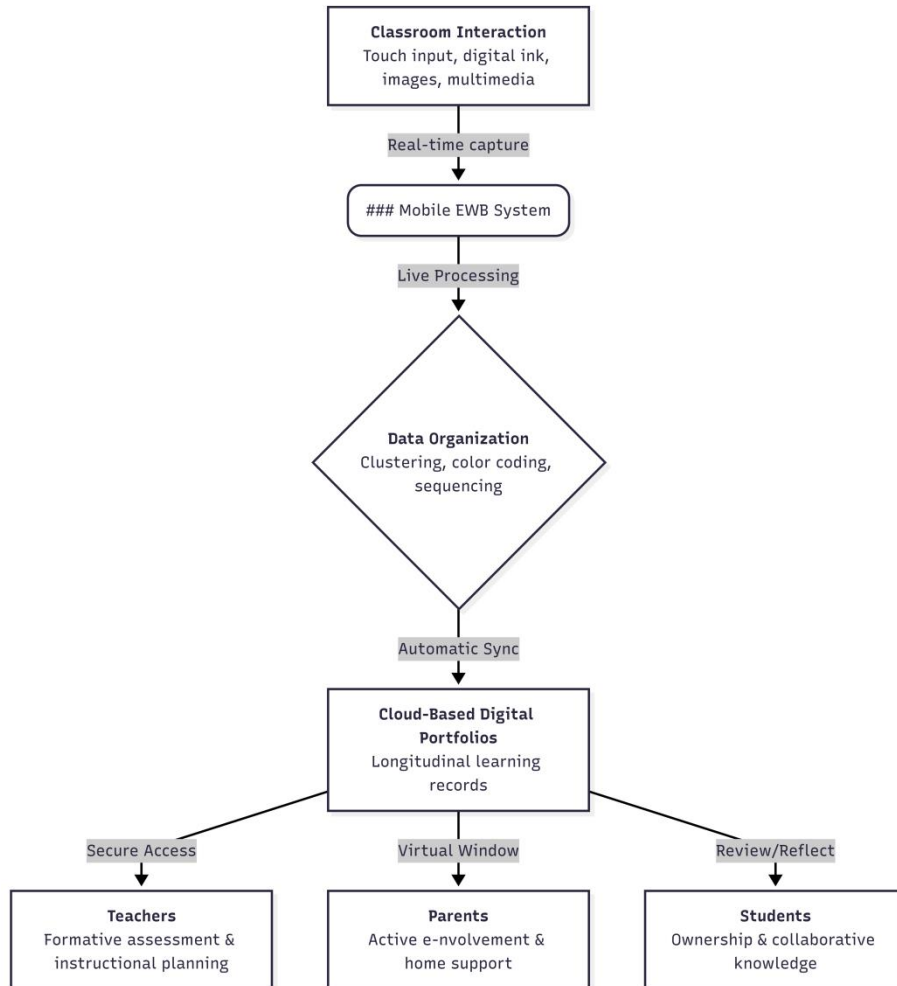 Classroom Interaction
Touch input, digital ink,
images, multimedia
Real-time capture
### Mobile EWB System
Live Processing
Data Organization
Clustering, color coding,
sequencing
Automatic Sync
Cloud-Based Digital
Portfolios
Longitudinal learning
records
Secure Access
Virtual Window
Review/Reflect
Teachers
Formative assessment &
instructional planning
Parents
Active e-nvolvement &
home support
Students
Ownership & collaborative
knowledge